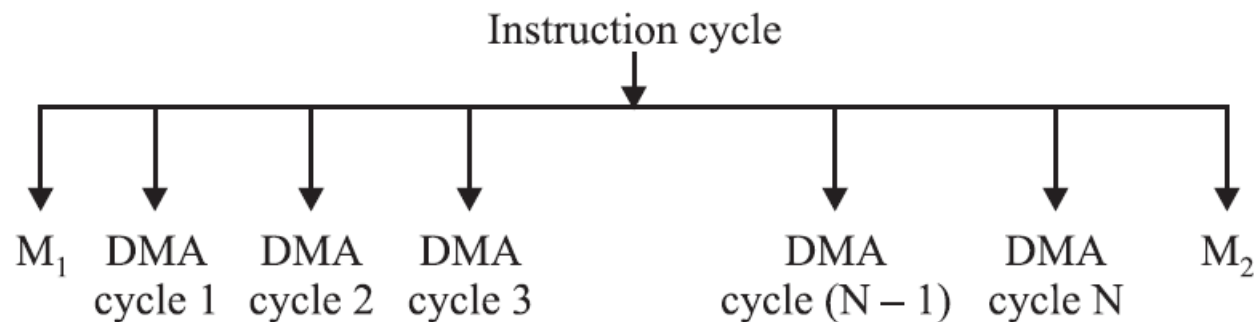 Instruction cycle
M₁ DMA DMA DMA DMA DMA M₂
cycle 1 cycle 2 cycle 3 cycle (N – 1) cycle N